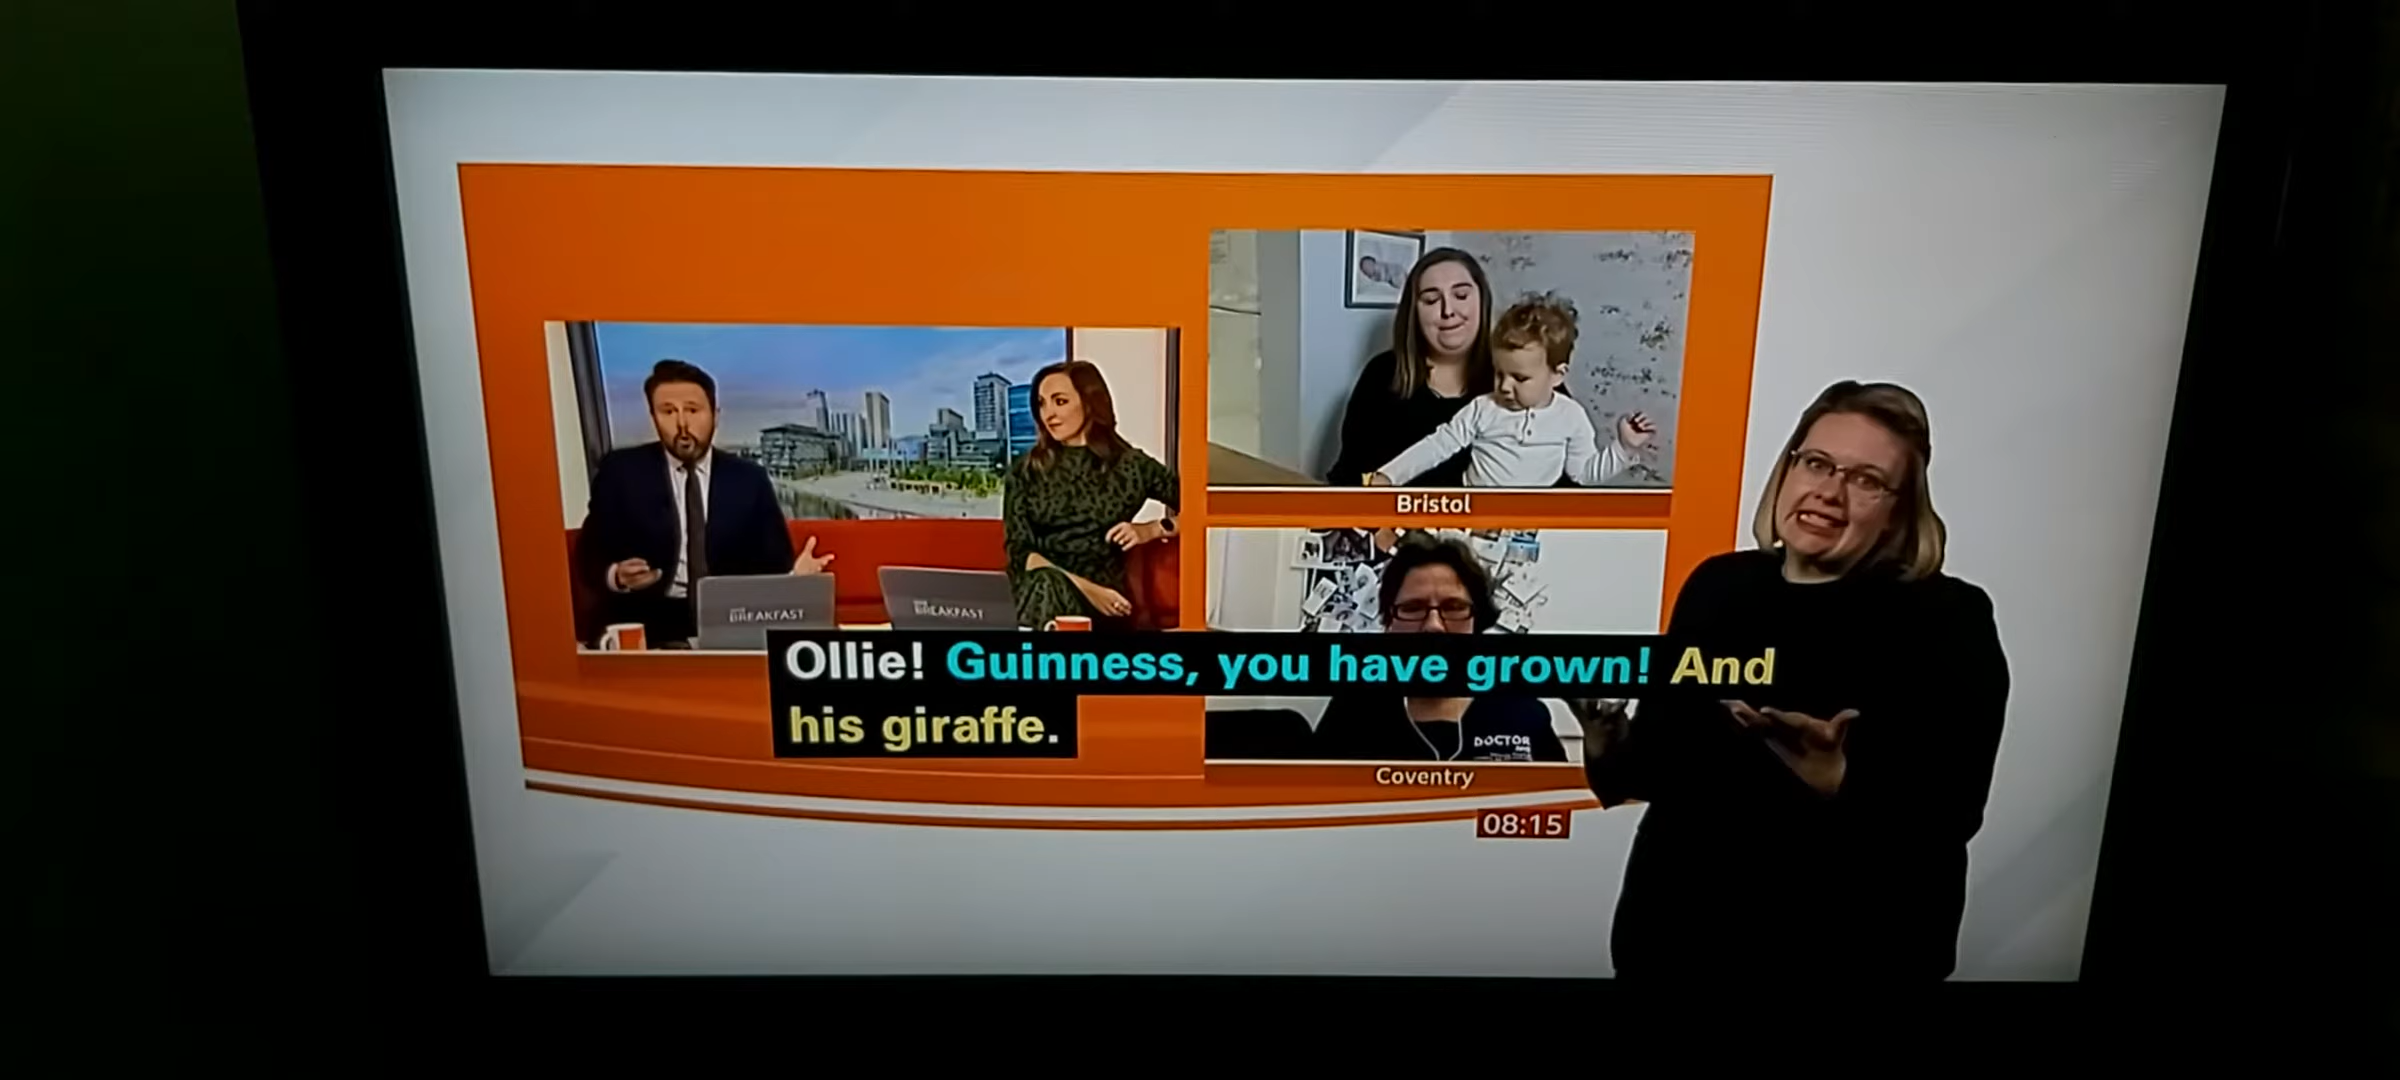 BREAKFAST
BREAKFAST
Bristol
Ollie! Guinness, you have grown! And
his giraffe.
DOCTOR
Coventry
08:15